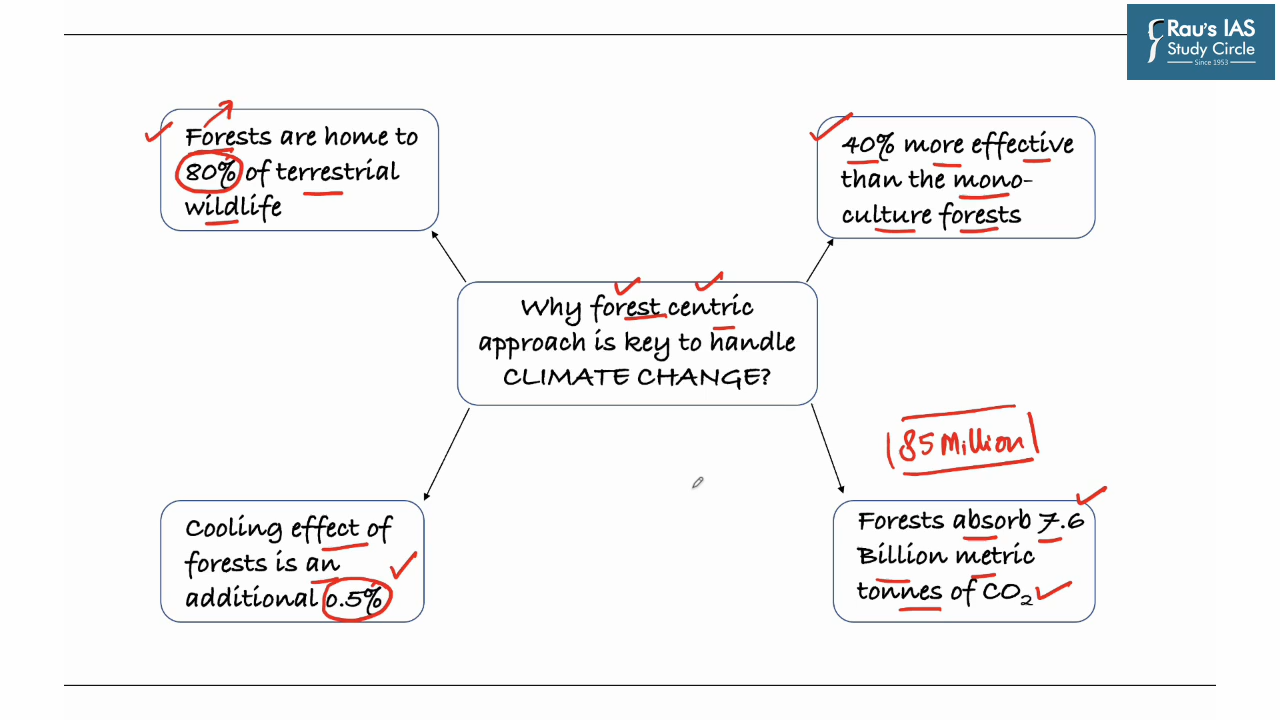 Rau's IAS
Study Circle
Since 1953
Forests are home to
80% of terrestrial
wildlife
40% more effective
than the mono-
culture forests
Why forest centric
approach is key to handle
CLIMATE CHANGE?
85 Million
Cooling effect of
forests is an
additional 0.5%
Forests absorb 7.6
Billion metric
tonnes of CO₂